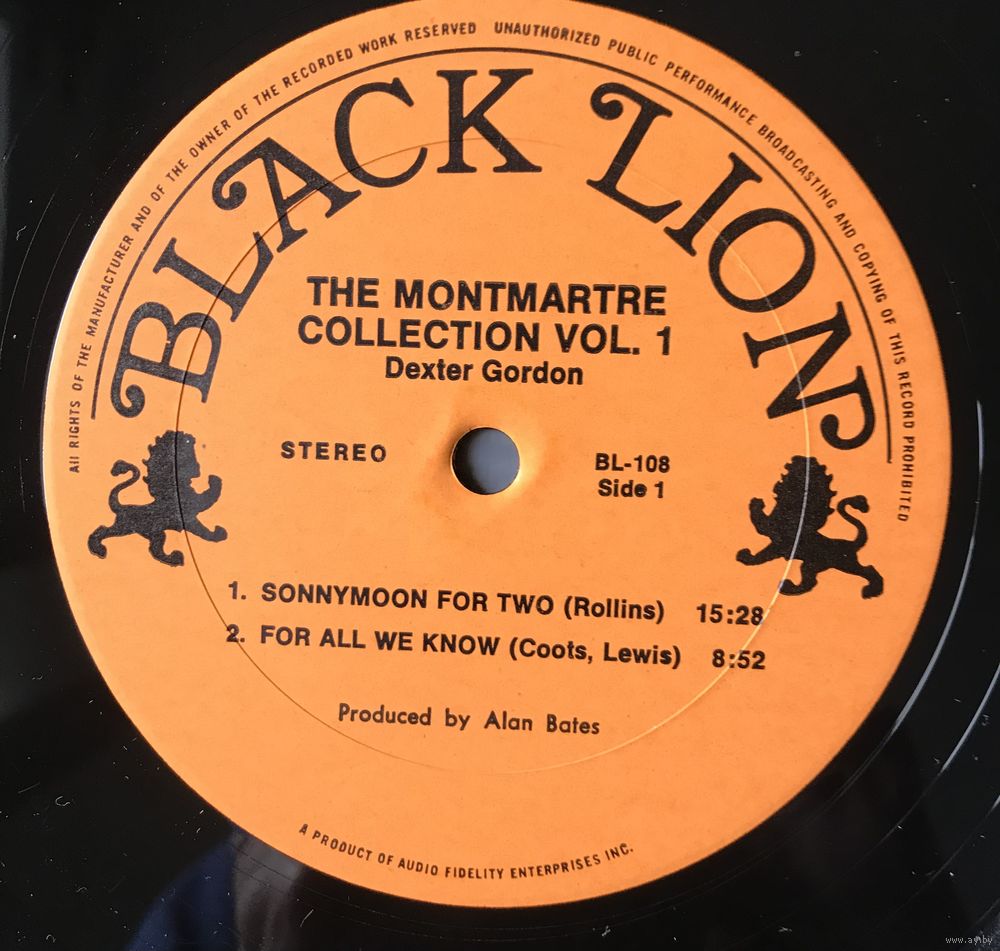 All RIGHTS OF THE MANUFACTURER AND OF THE OWNER OF THE RECORDED WORK RESERVED UNAUTHORIZED PUBLIC PERFORMANCE BROADCASTING AND COPYING OF THIS RECORD PROHIBITED
BLACK LION
THE MONTMARTRE
COLLECTION VOL. 1
Dexter Gordon
STEREO
BL-108
Side 1
1. SONNYMOON FOR TWO (Rollins) 15:28
2. FOR ALL WE KNOW (Coots, Lewis) 8:52
Produced by Alan Bates
A PRODUCT OF AUDIO FIDELITY ENTERPRISES INC.
www.ay.by